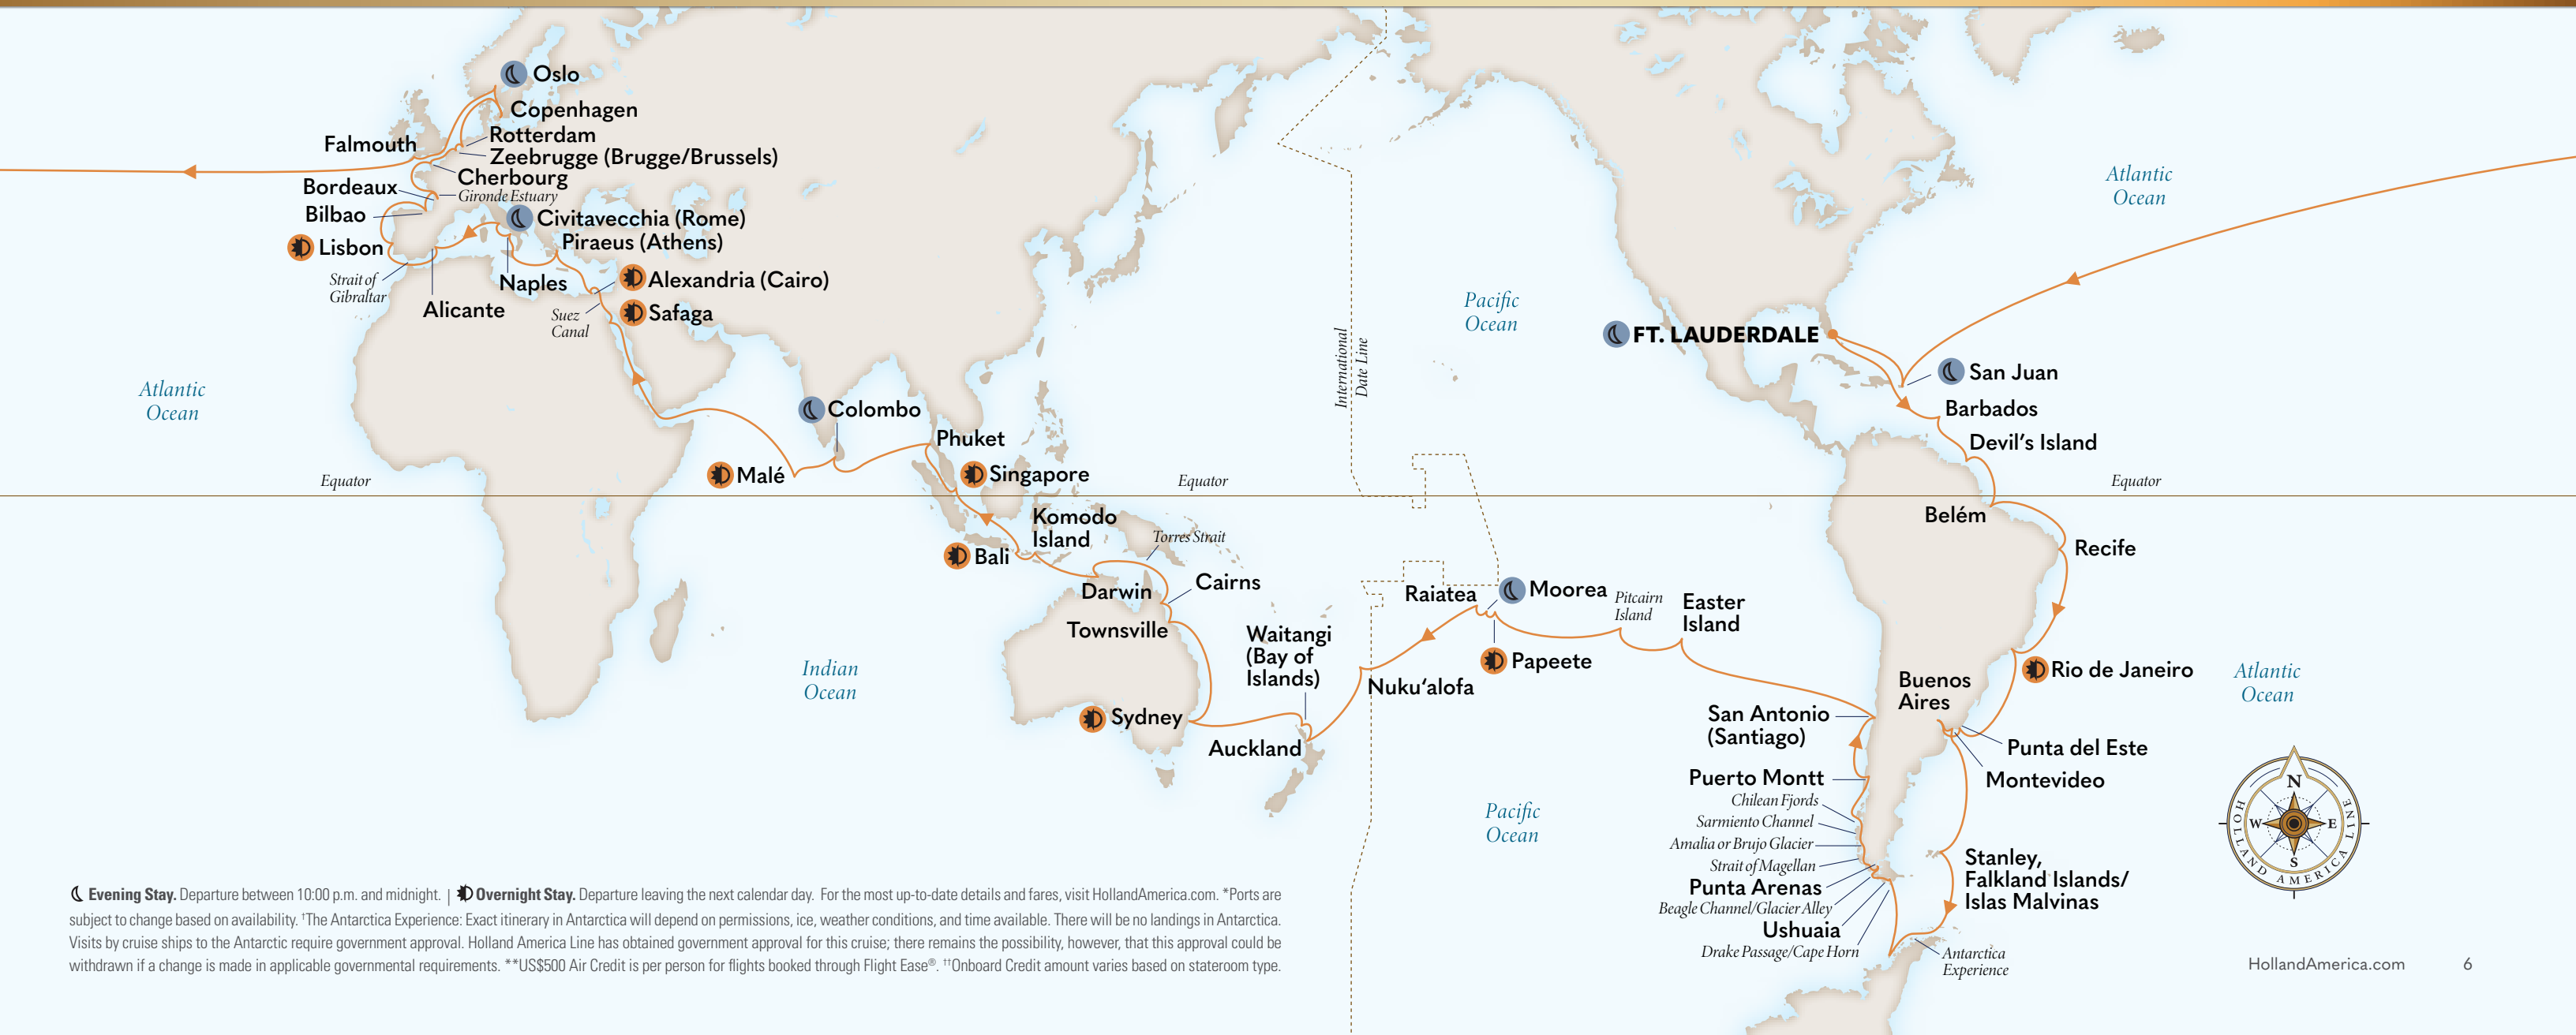 Oslo
Copenhagen
Rotterdam
Falmouth
Zeebrugge (Brugge/Brussels)
Cherbourg
Bordeaux
Gironde Estuary
Bilbao
Civitavecchia (Rome)
Piraeus (Athens)
Lisbon
Strait of
Gibraltar
Naples
Alicante
Alexandria (Cairo)
Safaga
Suez
Canal
Atlantic
Ocean
Colombo
Phuket
Malé
Singapore
Equator
Equator
Equator
Komodo
Island
Bali
Torres Strait
Darwin
Cairns
Townsville
Indian
Ocean
Sydney
Waitangi
(Bay of
Islands)
Auckland
Nukuʻalofa
International
Date Line
Pacific
Ocean
Raiatea
Moorea
Papeete
Pitcairn
Island
Easter
Island
Pacific
Ocean
FT. LAUDERDALE
Atlantic
Ocean
San Juan
Barbados
Devil's Island
Belém
Recife
Rio de Janeiro
Atlantic
Ocean
Buenos
Aires
San Antonio
(Santiago)
Punta del Este
Montevideo
Puerto Montt
Chilean Fjords
Sarmiento Channel
Amalia or Brujo Glacier
Strait of Magellan
Punta Arenas
Beagle Channel/Glacier Alley
Ushuaia
Drake Passage/Cape Horn
Stanley,
Falkland Islands/
Islas Malvinas
Antarctica
Experience
N
W
E
S
HOLLAND AMERICA LINE
Evening Stay. Departure between 10:00 p.m. and midnight. | Overnight Stay. Departure leaving the next calendar day. For the most up-to-date details and fares, visit HollandAmerica.com. *Ports are
subject to change based on availability. †The Antarctica Experience: Exact itinerary in Antarctica will depend on permissions, ice, weather conditions, and time available. There will be no landings in Antarctica.
Visits by cruise ships to the Antarctic require government approval. Holland America Line has obtained government approval for this cruise; there remains the possibility, however, that this approval could be
withdrawn if a change is made in applicable governmental requirements. **US$500 Air Credit is per person for flights booked through Flight Ease®. ††Onboard Credit amount varies based on stateroom type.
HollandAmerica.com 6